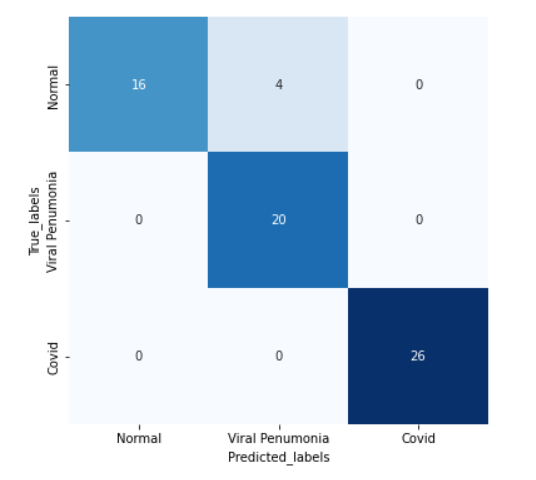 Normal
16 4 0
True_labels
Viral Penumonia
0 20 0
Covid
0 0 26
Normal Viral Penumonia Covid
Predicted_labels